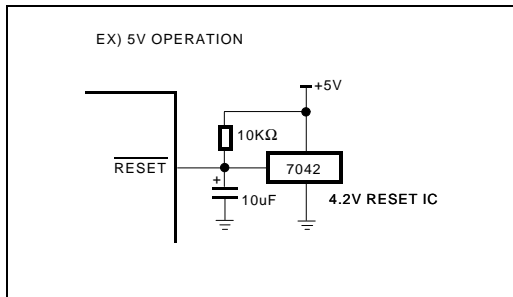 EX) 5V OPERATION
+5V
10KΩ
RESET
7042
+
10uF
4.2V RESET IC